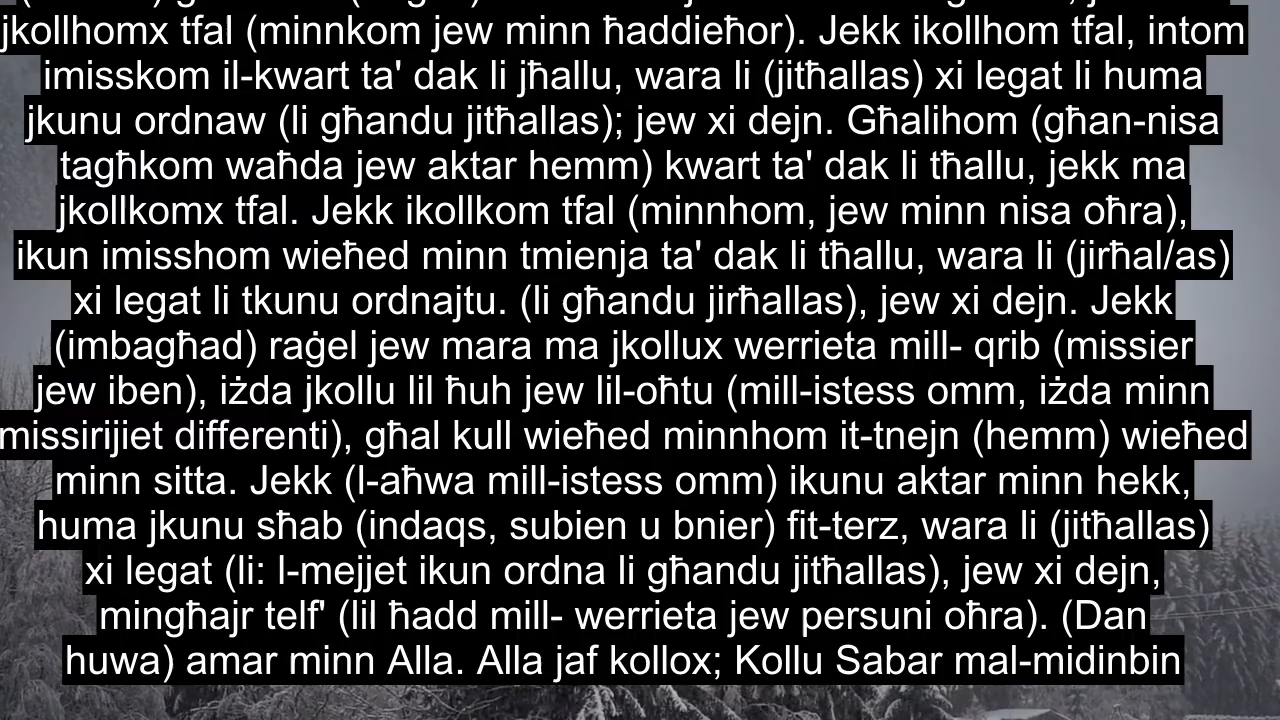 jkollhomx tfal (minnkom jew minn ħaddieħor). Jekk ikollhom tfal, intom
imisskom il-kwart ta' dak li jħallu, wara li (jitħallas) xi legat li huma
jkunu ordnaw (li għandu jitħallas); jew xi dejn. Għalihom (għan-nisa
tagħkom waħda jew aktar hemm) kwart ta' dak li tħallu, jekk ma
jkollkomx tfal. Jekk ikollkom tfal (minnhom, jew minn nisa oħra),
ikun imisshom wieħed minn tmienja ta' dak li tħallu, wara li (jirħal/as)
xi legat li tkunu ordnajtu. (li għandu jirħallas), jew xi dejn. Jekk
(imbagħad) raġel jew mara ma jkollux werrieta mill- qrib (missier
jew iben), iżda jkollu lil ħuh jew lil-oħtu (mill-istess omm, iżda minn
missirijiet differenti), għal kull wieħed minnhom it-tnejn (hemm) wieħed
minn sitta. Jekk (l-aħwa mill-istess omm) ikunu aktar minn hekk,
huma jkunu sħab (indaqs, subien u bnier) fit-terz, wara li (jitħallas)
xi legat (li: l-mejjet ikun ordna li għandu jitħallas), jew xi dejn,
mingħajr telf' (lil ħadd mill- werrieta jew persuni oħra). (Dan
huwa) amar minn Alla. Alla jaf kollox; Kollu Sabar mal-midinbin